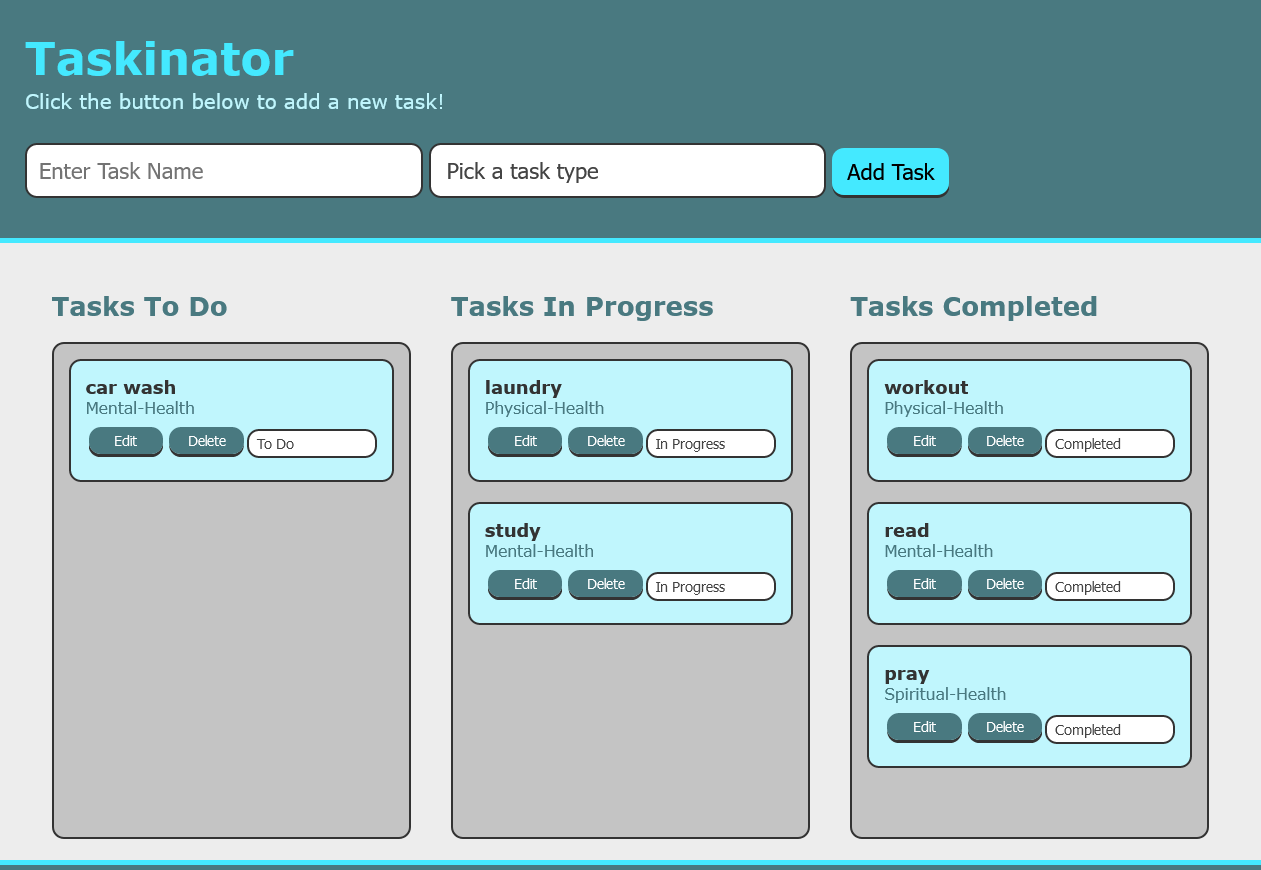 Taskinator
Click the button below to add a new task!
Enter Task Name
Pick a task type
Add Task
Tasks To Do
car wash
Mental-Health
Edit Delete To Do
Tasks In Progress
laundry
Physical-Health
Edit Delete In Progress
study
Mental-Health
Edit Delete In Progress
Tasks Completed
workout
Physical-Health
Edit Delete Completed
read
Mental-Health
Edit Delete Completed
pray
Spiritual-Health
Edit Delete Completed